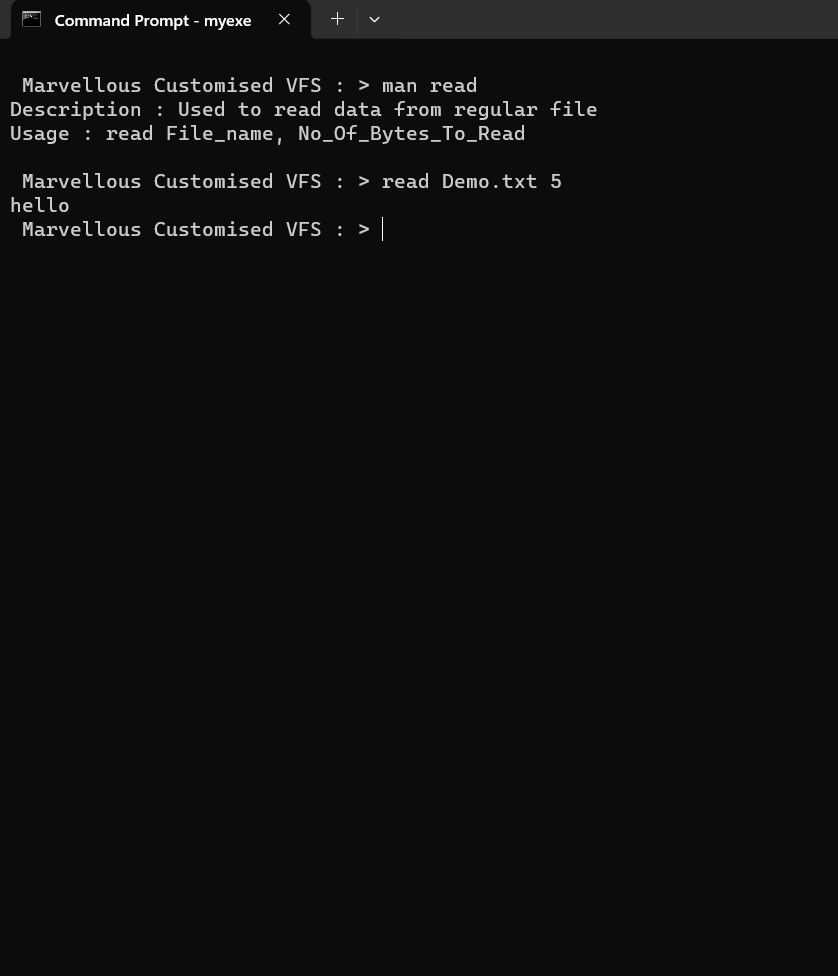 Command Prompt - myexe
Marvellous Customised VFS : > man read
Description : Used to read data from regular file
Usage : read File_name, No_Of_Bytes_To_Read
Marvellous Customised VFS : > read Demo.txt 5
hello
Marvellous Customised VFS : >